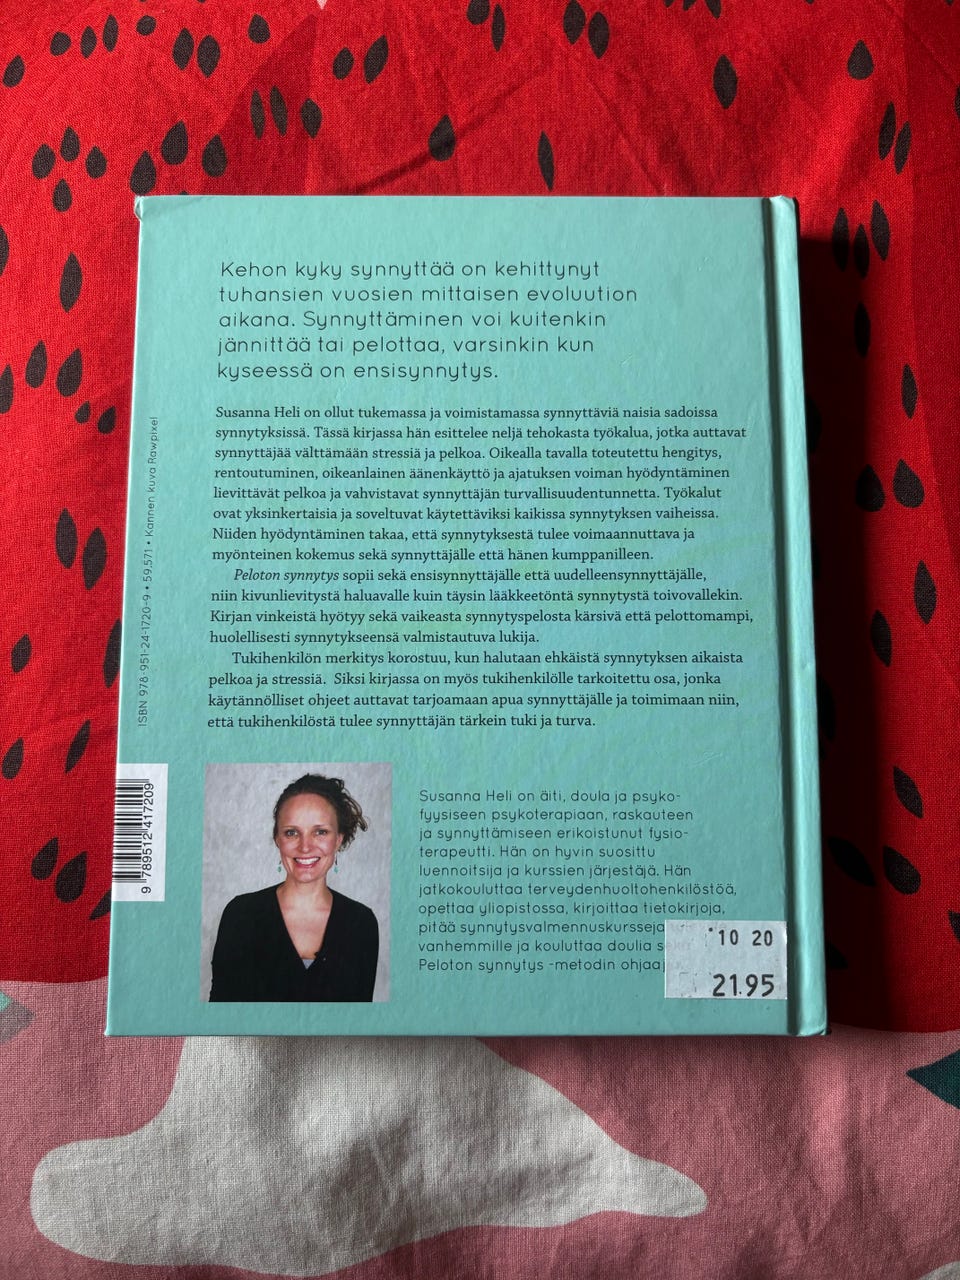 Kehon kyky synnyttää on kehittynyt
tuhansien vuosien mittaisen evoluution
aikana. Synnyttäminen voi kuitenkin
jännittää tai pelottaa, varsinkin kun
kyseessä on ensisynnytys.
Susanna Heli on ollut tukemassa ja voimistamassa synnyttäviä naisia sadoissa
synnytyksissä. Tässä kirjassa hän esittelee neljä tehokasta työkalua, jotka auttavat
synnyttäjää välttämään stressiä ja pelkoa. Oikealla tavalla toteutettu hengitys,
rentoutuminen, oikeanlainen äänenkäyttö ja ajatuksen voiman hyödyntäminen
lievittävät pelkoa ja vahvistavat synnyttäjän turvallisuudentunnetta. Työkalut
ovat yksinkertaisia ja soveltuvat käytettäviksi kaikissa synnytyksen vaiheissa.
Niiden hyödyntäminen takaa, että synnytyksestä tulee voimaannuttava ja
myönteinen kokemus sekä synnyttäjälle että hänen kumppanilleen.
Peloton synnytys sopii sekä ensisynnyttäjälle että uudelleensynnyttäjälle,
niin kivunlievitystä haluavalle kuin täysin lääkkeetöntä synnytystä toivovallekin.
Kirjan vinkeistä hyötyy sekä vaikeasta synnytyspelosta kärsivä että pelottomampi,
huolellisesti synnytykseensä valmistautuva lukija.
Tukihenkilön merkitys korostuu, kun halutaan ehkäistä synnytyksen aikaista
pelkoa ja stressiä. Siksi kirjassa on myös tukihenkilölle tarkoitettu osa, jonka
käytännölliset ohjeet auttavat tarjoamaan apua synnyttäjälle ja toimimaan niin,
että tukihenkilöstä tulee synnyttäjän tärkein tuki ja turva.
ISBN 978-951-24-1720-9 • 59.571 • Kannen kuva Rawpixel
9 789512 417209
Susanna Heli on äiti, doula ja psyko-
fyysiseen psykoterapiaan, raskauteen
ja synnyttämiseen erikoistunut fysio-
terapeutti. Hän on hyvin suosittu
luennoitsija ja kurssien järjestäjä. Hän
jatkokouluttaa terveydenhuoltohenkilöstöä,
opettaa yliopistossa, kirjoittaa tietokirjoja,
pitää synnytysvalmennuskursseja
vanhemmille ja kouluttaa doulia
Peloton synnytys -metodin
10 20
21.95